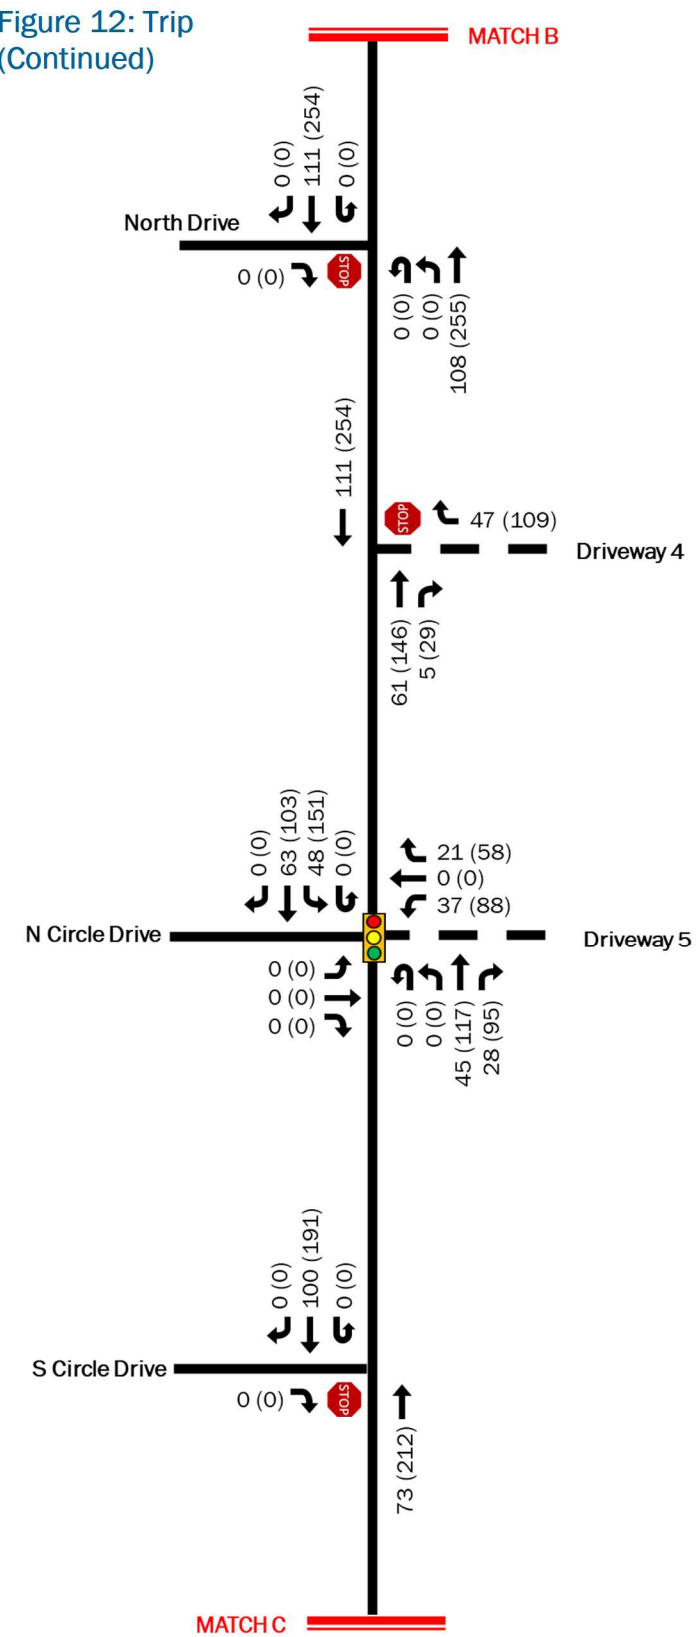 Figure 12: Trip
(Continued)
MATCH B
0 (0)
111 (254)
0 (0)
North Drive
0 (0)
STOP
0 (0)
0 (0)
108 (255)
111 (254)
STOP
47 (109)
Driveway 4
61 (146)
5 (29)
0 (0)
63 (103)
48 (151)
0 (0)
21 (58)
0 (0)
37 (88)
N Circle Drive
Driveway 5
0 (0)
0 (0)
0 (0)
0 (0)
0 (0)
45 (117)
28 (95)
0 (0)
100 (191)
0 (0)
S Circle Drive
0 (0)
STOP
73 (212)
MATCH C